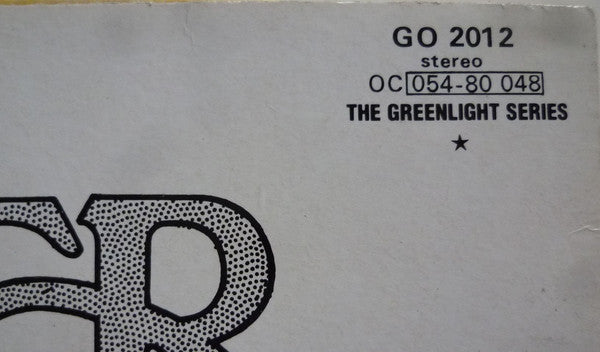 GO 2012
stereo
OC 054-80 048
THE GREENLIGHT SERIES
R